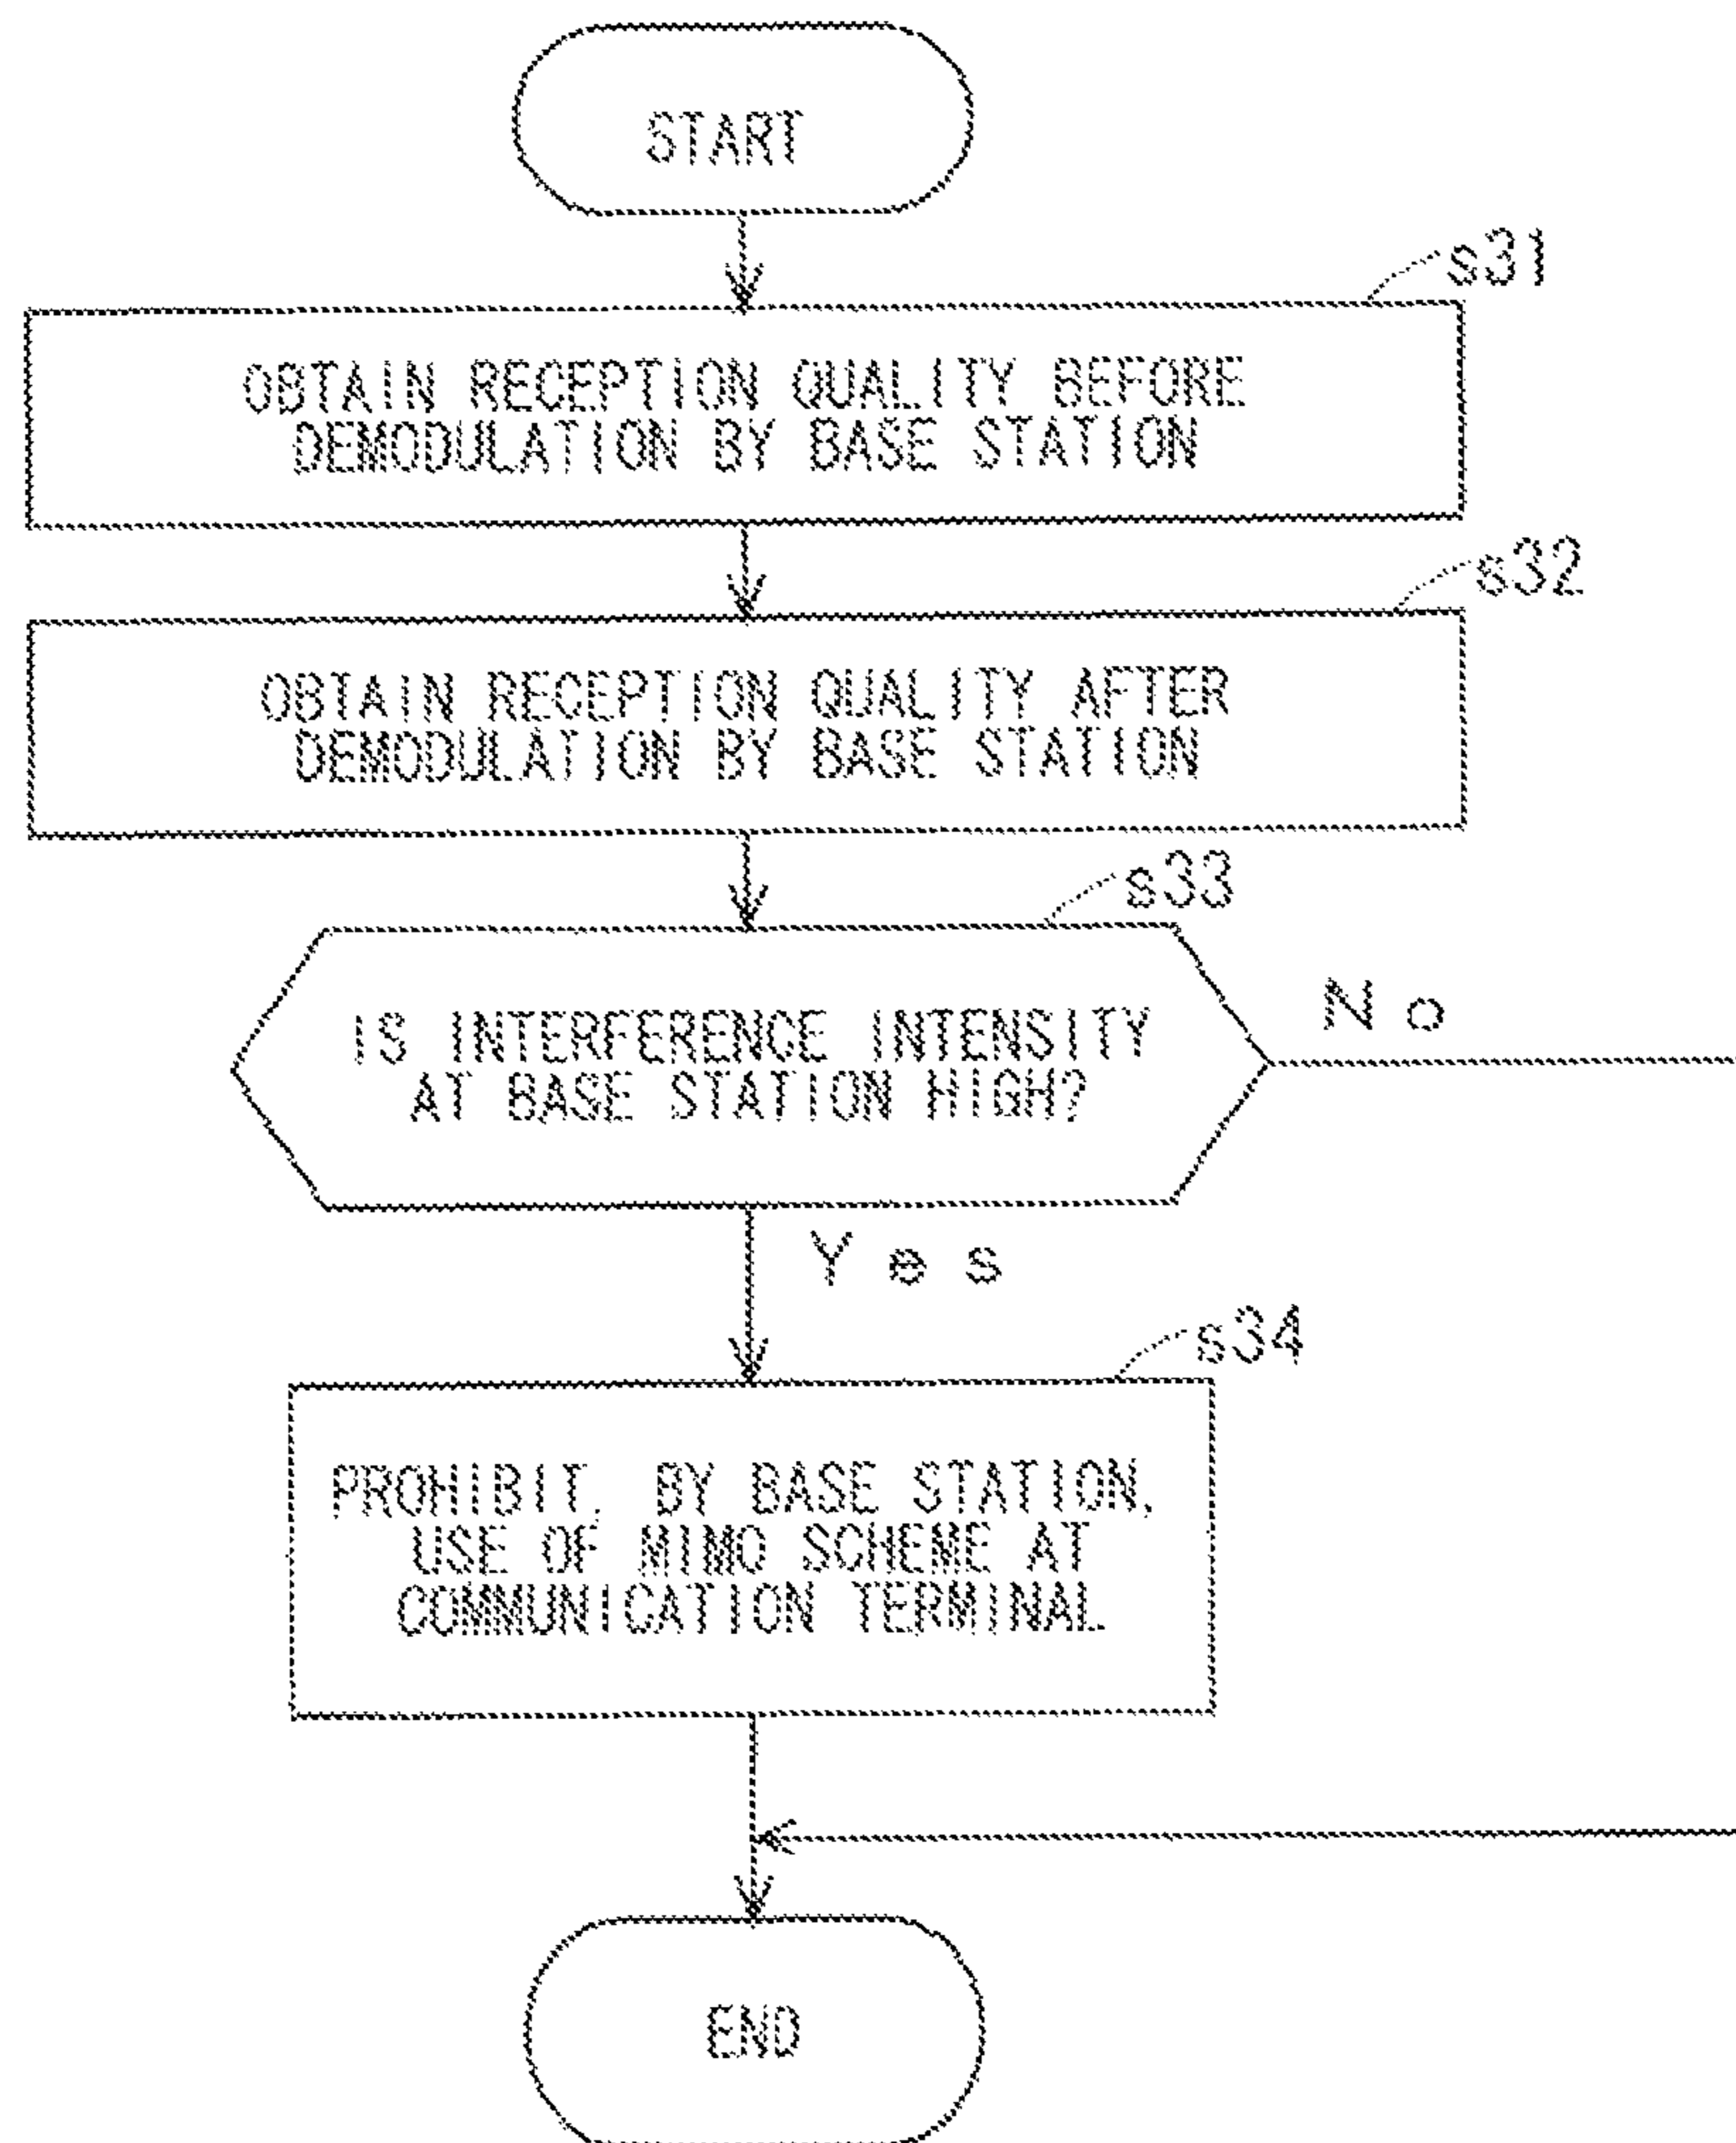 START
s31
OBTAIN RECEPTION QUALITY BEFORE
DEMODULATION BY BASE STATION
s32
OBTAIN RECEPTION QUALITY AFTER
DEMODULATION BY BASE STATION
s33
IS INTERFERENCE INTENSITY
AT BASE STATION HIGH?
No
Yes
s34
PROHIBIT, BY BASE STATION,
USE OF MIMO SCHEME AT
COMMUNICATION TERMINAL
END